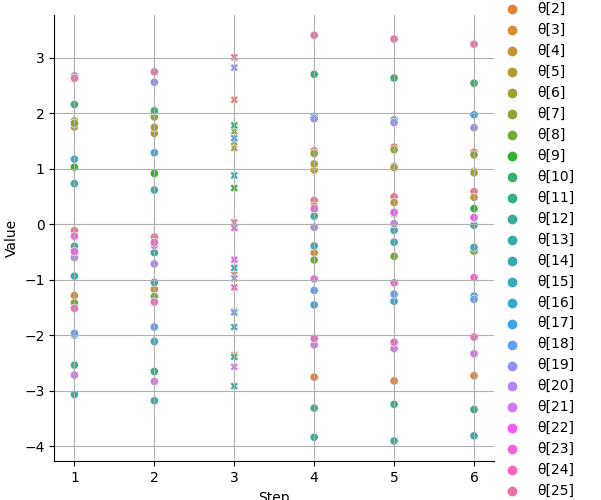 θ[2]
θ[3]
3
θ[4]
θ[5]
θ[6]
2
θ[7]
θ[8]
1
θ[9]
θ[10]
Value
0
θ[11]
θ[12]
θ[13]
−1
θ[14]
θ[15]
−2
θ[16]
θ[17]
θ[18]
−3
θ[19]
θ[20]
−4
θ[21]
θ[22]
1 2 3 4 5 6
θ[23]
θ[24]
Step
θ[25]